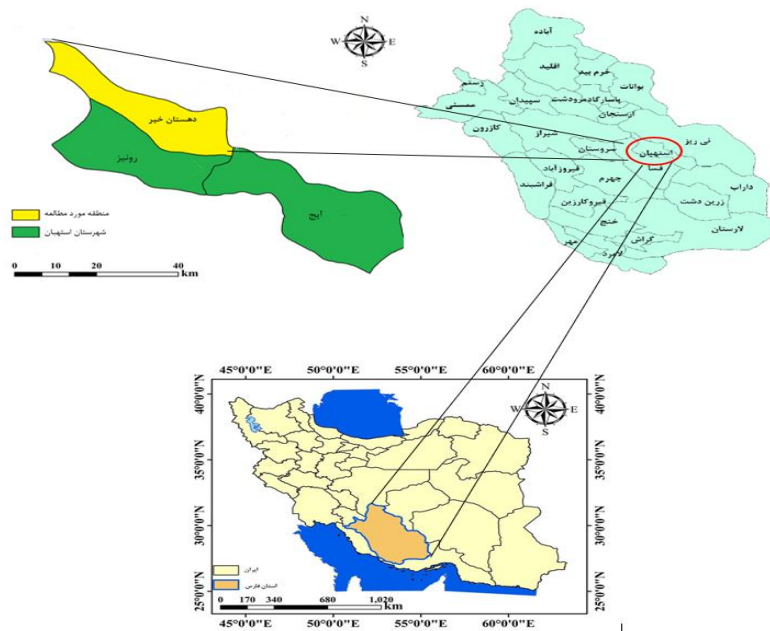 N
W E
S
دهستان خیر
رونیز
ایج
منطقه مورد مطالعه
شهرستان استهبان
0 10 20 40
km
آباده
اقلید
خرم بید
بوانات
رستم
ممسنی
سپیدان
پاسارگاد
مرودشت
ارسنجان
کازرون
شیراز
سروستان
استهبان
نی ریز
فسا
فیروزآباد
جهرم
فراشبند
داراب
زرین دشت
قیروکارزین
خنج
لارستان
گراش
مهر
لامرد
45°0'0"E 50°0'0"E 55°0'0"E 60°0'0"E
40°0'0"N
35°0'0"N
30°0'0"N
25°0'0"N
N
W E
S
ایران
استان فارس
0 170 340 680 1,020
km